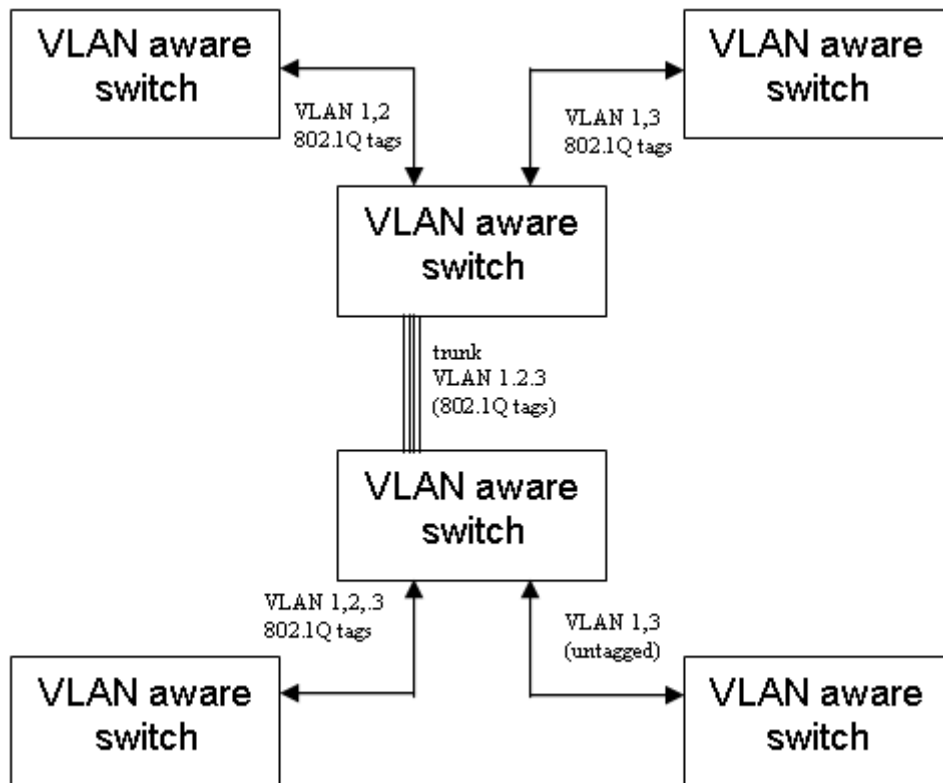 VLAN aware
switch
VLAN aware
switch
VLAN 1,2
802.1Q tags
VLAN 1,3
802.1Q tags
VLAN aware
switch
trunk
VLAN 1.2.3
(802.1Q tags)
VLAN aware
switch
VLAN 1,2,.3
802.1Q tags
VLAN 1,3
(untagged)
VLAN aware
switch
VLAN aware
switch